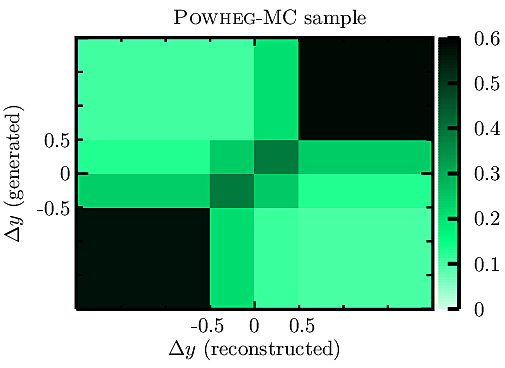 POWHEG-MC sample
Δy (generated)
0.5
0
-0.5
-0.5 0 0.5
Δy (reconstructed)
0.6
0.5
0.4
0.3
0.2
0.1
0